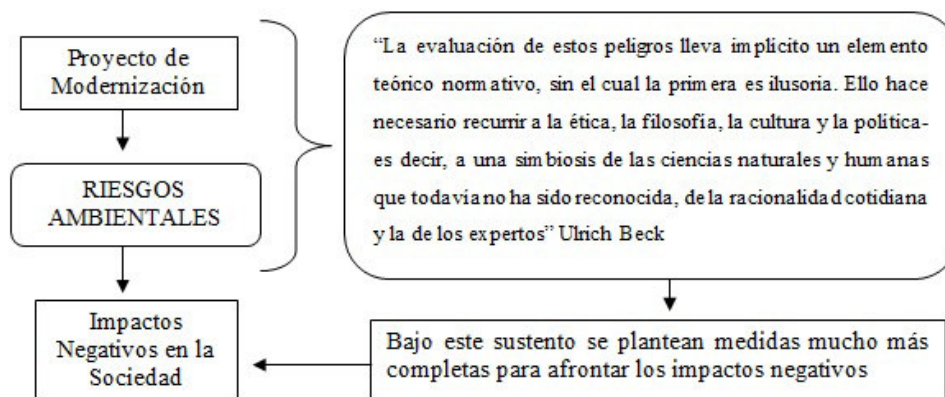 Proyecto de
Modernización
RIESGOS
AMBIENTALES
Impactos
Negativos en la
Sociedad
“La evaluación de estos peligros lleva implícito un elemento
teórico normativo, sin el cual la primera es ilusoria. Ello hace
necesario recurrir a la ética, la filosofía, la cultura y la política-
es decir, a una simbiosis de las ciencias naturales y humanas
que todavía no ha sido reconocida, de la racionalidad cotidiana
y la de los expertos” Ulrich Beck
Bajo este sustento se plantean medidas mucho más
completas para afrontar los impactos negativos